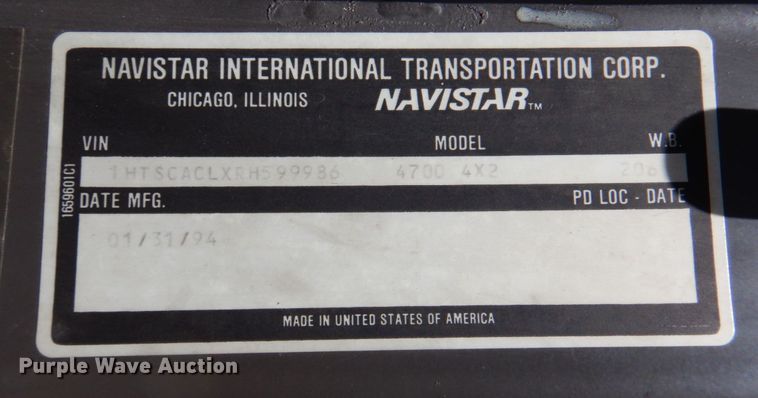 NAVISTAR INTERNATIONAL TRANSPORTATION CORP.
CHICAGO, ILLINOIS NAVISTAR™
VIN MODEL W.B.
1HTSCACLXRH599986 4700 4X2
1659601C1
DATE MFG. PD LOC - DATE
01/31/94
MADE IN UNITED STATES OF AMERICA
Purple Wave Auction